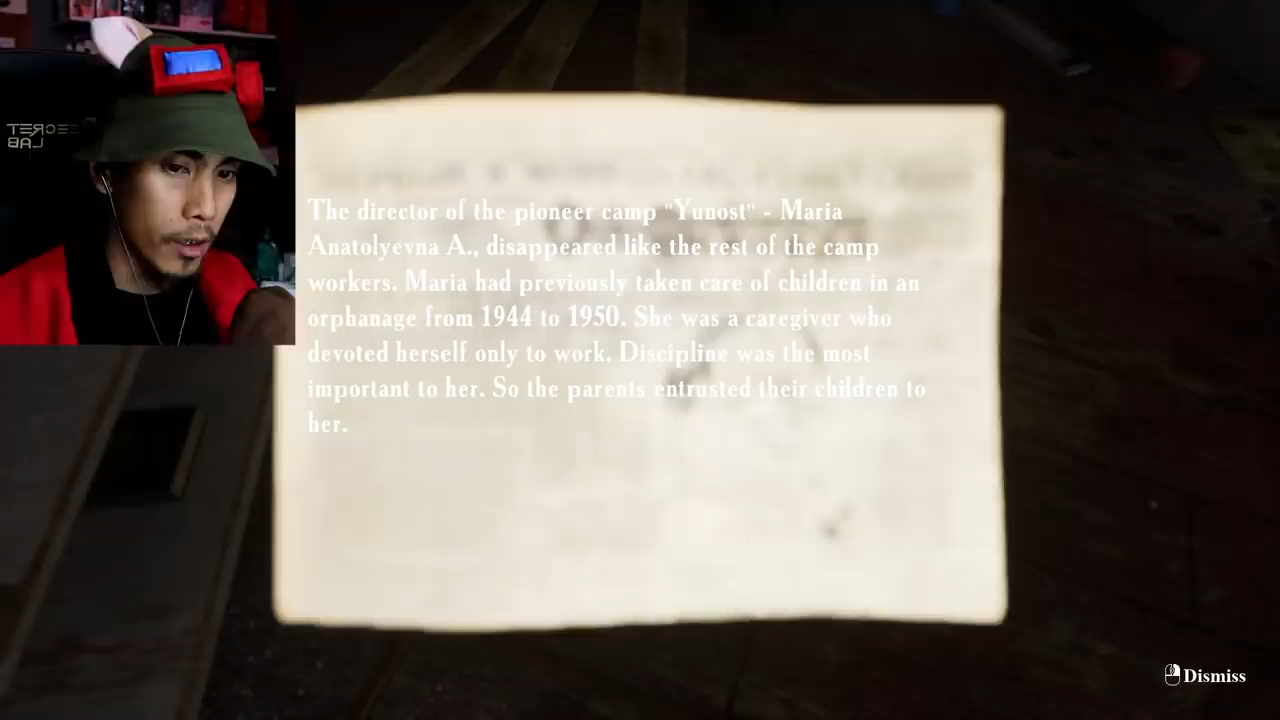 The director of the pioneer camp "Yunost" - Maria
Anatolyevna A., disappeared like the rest of the camp
workers. Maria had previously taken care of children in an
orphanage from 1944 to 1950. She was a caregiver who
devoted herself only to work. Discipline was the most
important to her. So the parents entrusted their children to
her.
Dismiss